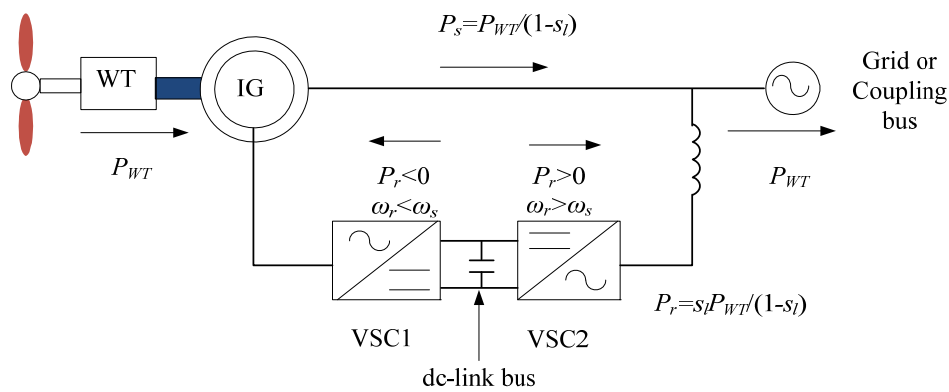 P_s=P_WT/(1-s_l)
WT
IG
Grid or
Coupling
bus
P_WT
P_r<0
ω_r<ω_s
P_r>0
ω_r>ω_s
P_WT
P_r=s_lP_WT/(1-s_l)
VSC1
VSC2
dc-link bus